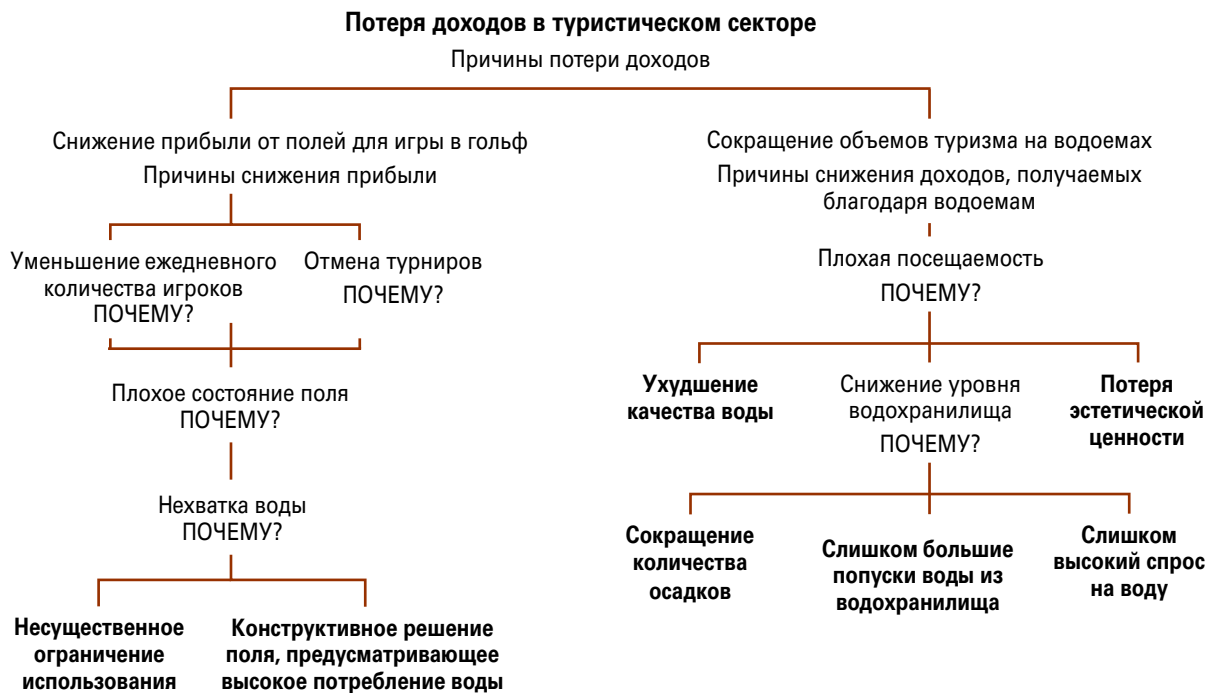 Потеря доходов в туристическом секторе
Причины потери доходов
Снижение прибыли от полей для игры в гольф
Причины снижения прибыли
Уменьшение ежедневного
количества игроков
ПОЧЕМУ?
Отмена турниров
ПОЧЕМУ?
Плохое состояние поля
ПОЧЕМУ?
Нехватка воды
ПОЧЕМУ?
Несущественное
ограничение
использования
Конструктивное решение
поля, предусматривающее
высокое потребление воды
Сокращение объемов туризма на водоемах
Причины снижения доходов, получаемых
благодаря водоемам
Плохая посещаемость
ПОЧЕМУ?
Ухудшение
качества воды
Снижение уровня
водохранилища
ПОЧЕМУ?
Потеря
эстетической
ценности
Сокращение
количества
осадков
Слишком большие
попуски воды из
водохранилища
Слишком
высокий спрос
на воду